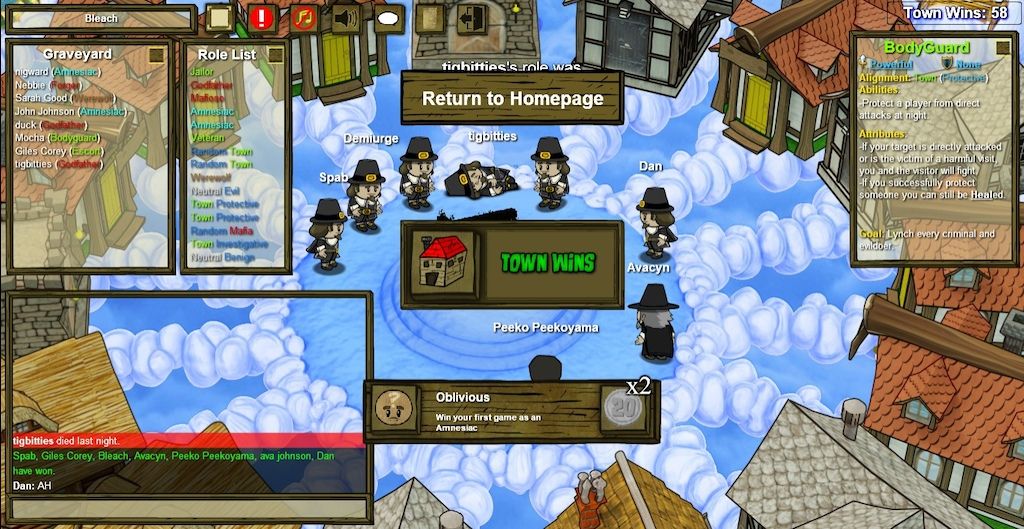 Bleach
Town Wins: 58
Graveyard
nigward (Amnesiac)
Nebbie (Forger)
Sarah Good (Werewolf)
John Johnson (Amnesiac)
duck (Godfather)
Mocha (Bodyguard)
Giles Corey (Escort)
tigbitties (Godfather)
Role List
Jailor
Godfather
Mafioso
Amnesiac
Amnesiac
Veteran
Random Town
Random Town
Werewolf
Neutral Evil
Town Protective
Town Protective
Random Mafia
Town Investigative
Neutral Benign
tigbitties's role was
Return to Homepage
Demiurge
tigbitties
Spab
Dan
Avacyn
TOWN WINS
Peeko Peekoyama
BodyGuard
Powerful
None
Alignment: Town (Protective)
Abilities:
-Protect a player from direct
attacks at night.
Attributes:
-If your target is directly attacked
or is the victim of a harmful visit,
you and the visitor will fight.
-If you successfully protect
someone you can still be Healed.
Goal: Lynch every criminal and
evildoer.
Oblivious
Win your first game as an
Amnesiac
x2
20
tigbitties died last night.
Spab, Giles Corey, Bleach, Avacyn, Peeko Peekoyama, ava johnson, Dan
have won.
Dan: AH